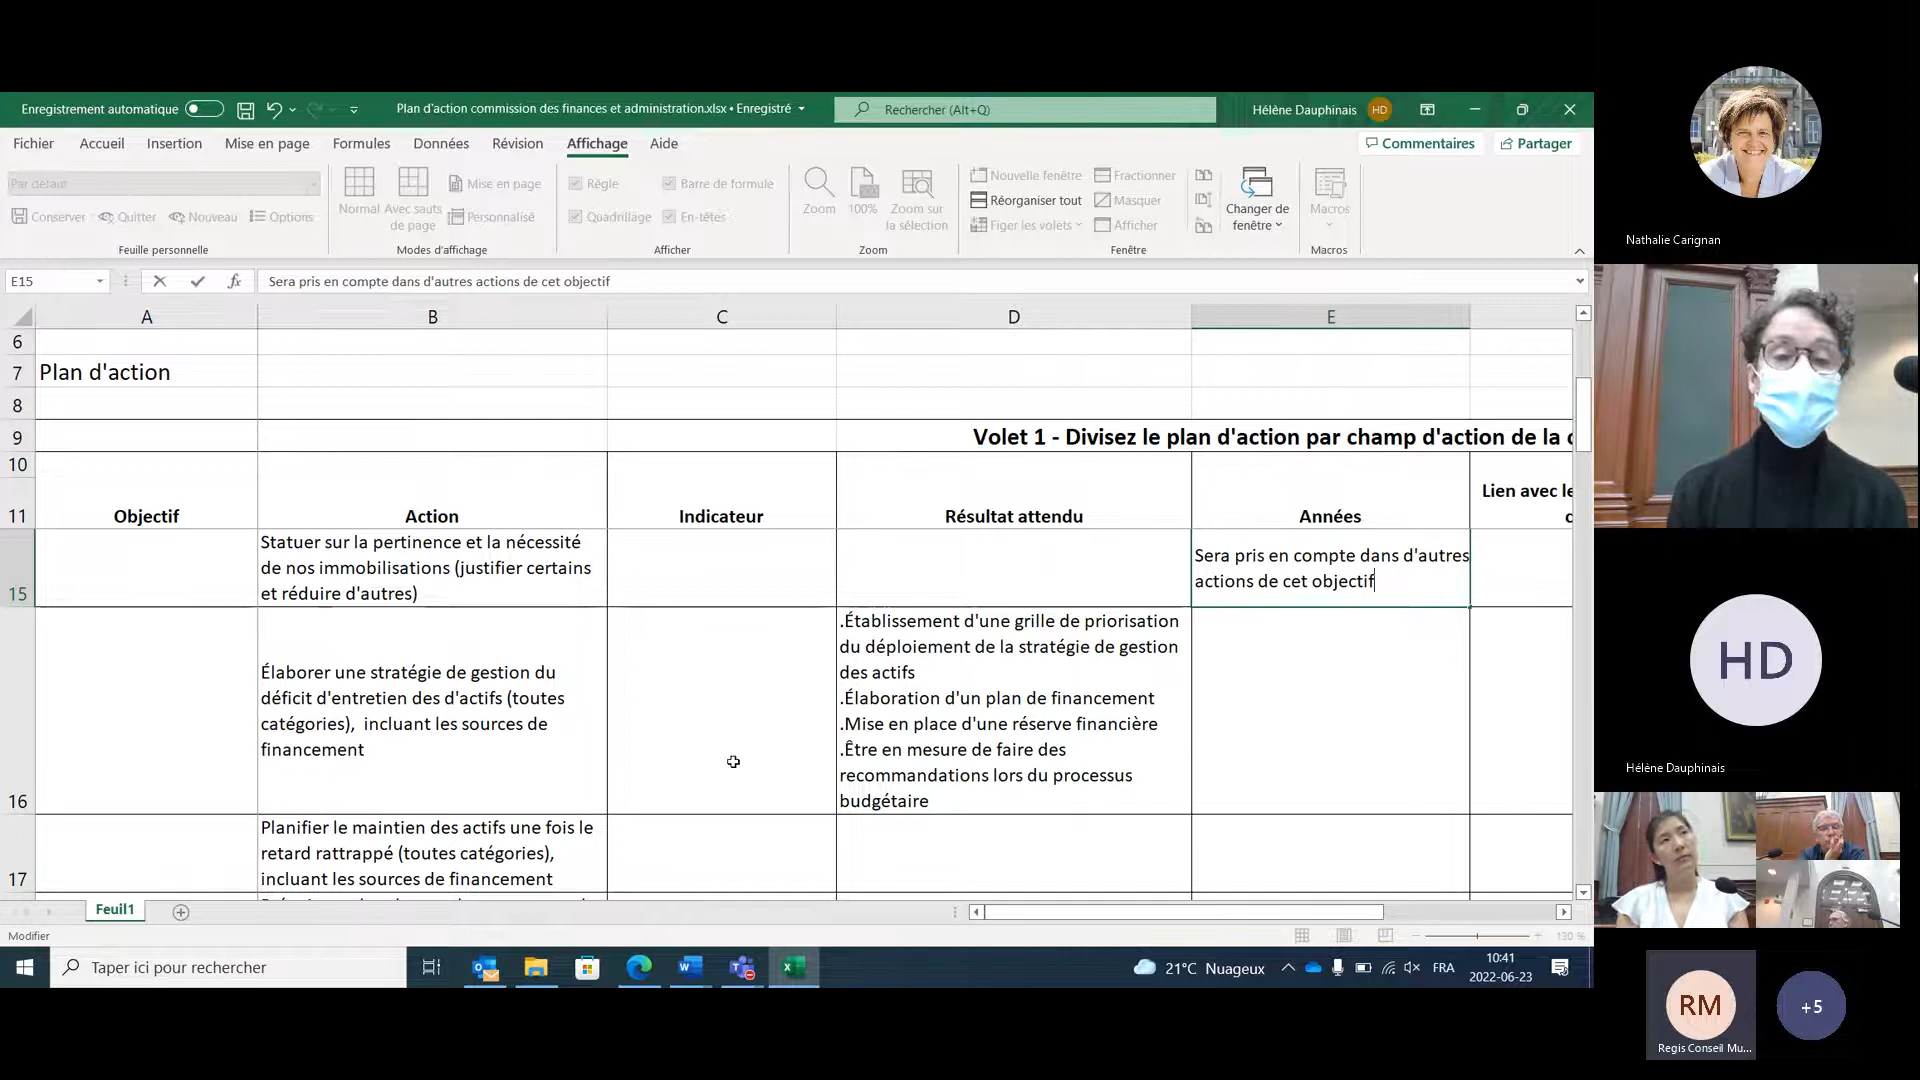 Enregistrement automatique
Plan d'action commission des finances et administration.xlsx • Enregistré
Rechercher (Alt+Q)
Hélène Dauphinais
HD
Fichier Accueil Insertion Mise en page Formules Données Révision Affichage Aide
Commentaires Partager
Par défaut
Conserver Quitter Nouveau Options
Feuille personnelle
Normal
Avec sauts
de page
Mise en page
Personnalisé
Modes d'affichage
Règle Barre de formule
Quadrillage En-têtes
Afficher
Zoom
100%
Zoom sur
la sélection
Zoom
Nouvelle fenêtre
Réorganiser tout
Figer les volets
Fractionner
Masquer
Afficher
Changer de
fenêtre
Fenêtre
Macros
Macros
E15
fx
Sera pris en compte dans d'autres actions de cet objectif
A B C D E
6
7
Plan d'action
8
9
Volet 1 - Divisez le plan d'action par champ d'action de la
10
11
Objectif
Action
Indicateur
Résultat attendu
Années
Lien avec le
15
Statuer sur la pertinence et la nécessité
de nos immobilisations (justifier certains
et réduire d'autres)
Sera pris en compte dans d'autres
actions de cet objectif
16
Élaborer une stratégie de gestion du
déficit d'entretien des d'actifs (toutes
catégories), incluant les sources de
financement
.Établissement d'une grille de priorisation
du déploiement de la stratégie de gestion
des actifs
.Élaboration d'un plan de financement
.Mise en place d'une réserve financière
.Être en mesure de faire des
recommandations lors du processus
budgétaire
17
Planifier le maintien des actifs une fois le
retard rattrappé (toutes catégories),
incluant les sources de financement
Feuil1
Modifier
130 %
Taper ici pour rechercher
21°C Nuageux
FRA
10:41
2022-06-23
Nathalie Carignan
HD
Hélène Dauphinais
RM
Regis Conseil Mu...
+5